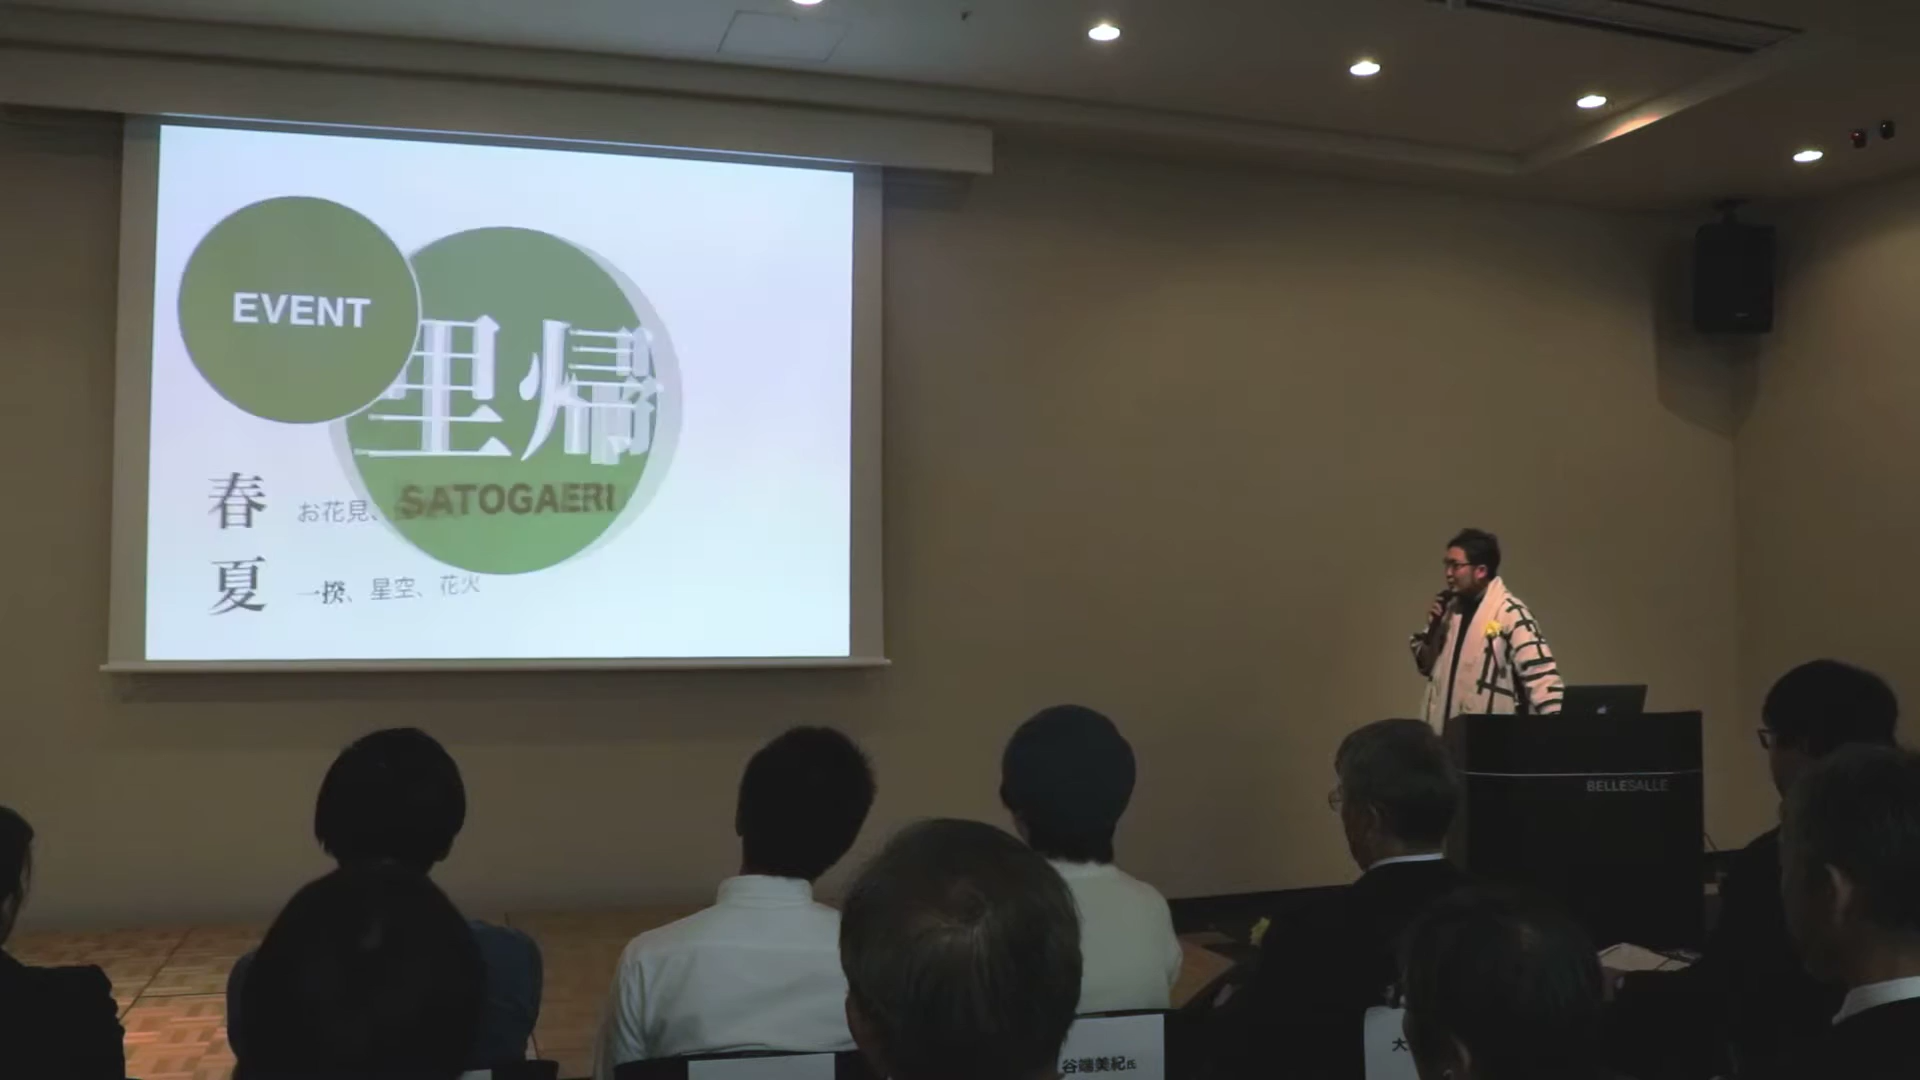 EVENT
里帰
SATOGAERI
春
お花見、
夏
一揆、星空、花火
BELLESALLE
谷端美紀氏
大